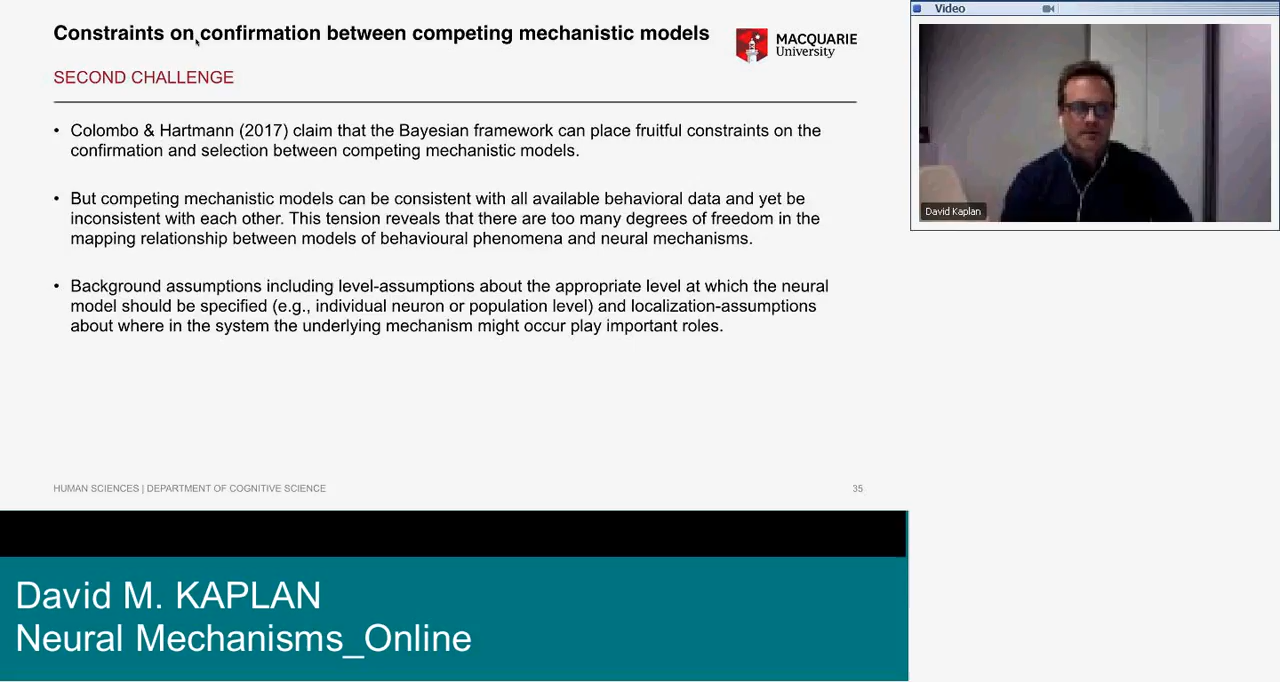 Constraints on confirmation between competing mechanistic models
MACQUARIE
University
SECOND CHALLENGE
• Colombo & Hartmann (2017) claim that the Bayesian framework can place fruitful constraints on the
confirmation and selection between competing mechanistic models.
• But competing mechanistic models can be consistent with all available behavioral data and yet be
inconsistent with each other. This tension reveals that there are too many degrees of freedom in the
mapping relationship between models of behavioural phenomena and neural mechanisms.
• Background assumptions including level-assumptions about the appropriate level at which the neural
model should be specified (e.g., individual neuron or population level) and localization-assumptions
about where in the system the underlying mechanism might occur play important roles.
HUMAN SCIENCES | DEPARTMENT OF COGNITIVE SCIENCE
35
Video
David Kaplan
David M. KAPLAN
Neural Mechanisms_Online